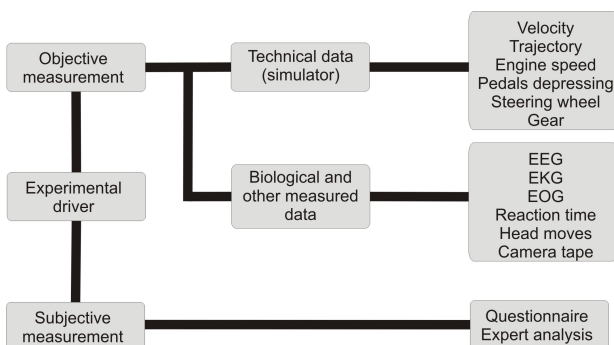 Objective
measurement
Technical data
(simulator)
Velocity
Trajectory
Engine speed
Pedals depressing
Steering wheel
Gear
Experimental
driver
Biological and
other measured
data
EEG
EKG
EOG
Reaction time
Head moves
Camera tape
Subjective
measurement
Questionnaire
Expert analysis